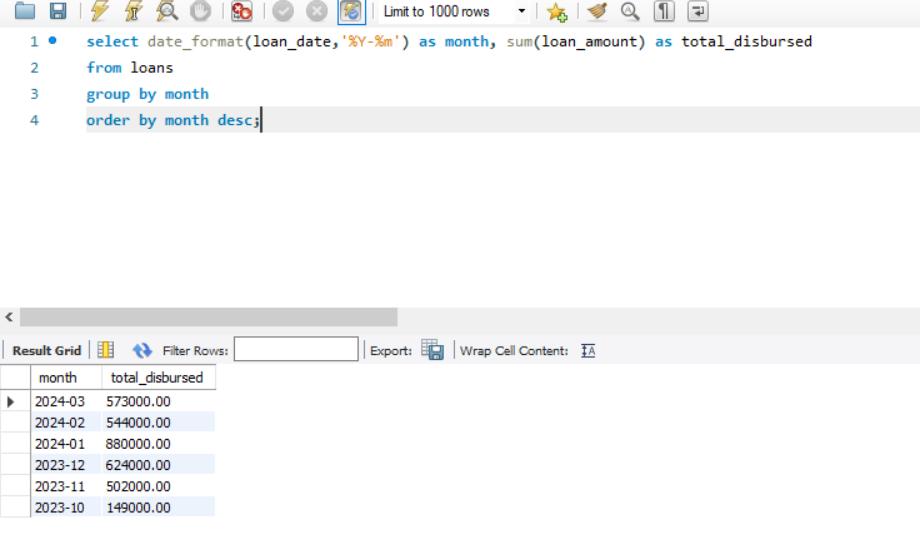 Limit to 1000 rows
1 select date_format(loan_date,'%Y-%m') as month, sum(loan_amount) as total_disbursed
2 from loans
3 group by month
4 order by month desc;
Result Grid Filter Rows: Export: Wrap Cell Content: IA
month total_disbursed
2024-03 573000.00
2024-02 544000.00
2024-01 880000.00
2023-12 624000.00
2023-11 502000.00
2023-10 149000.00